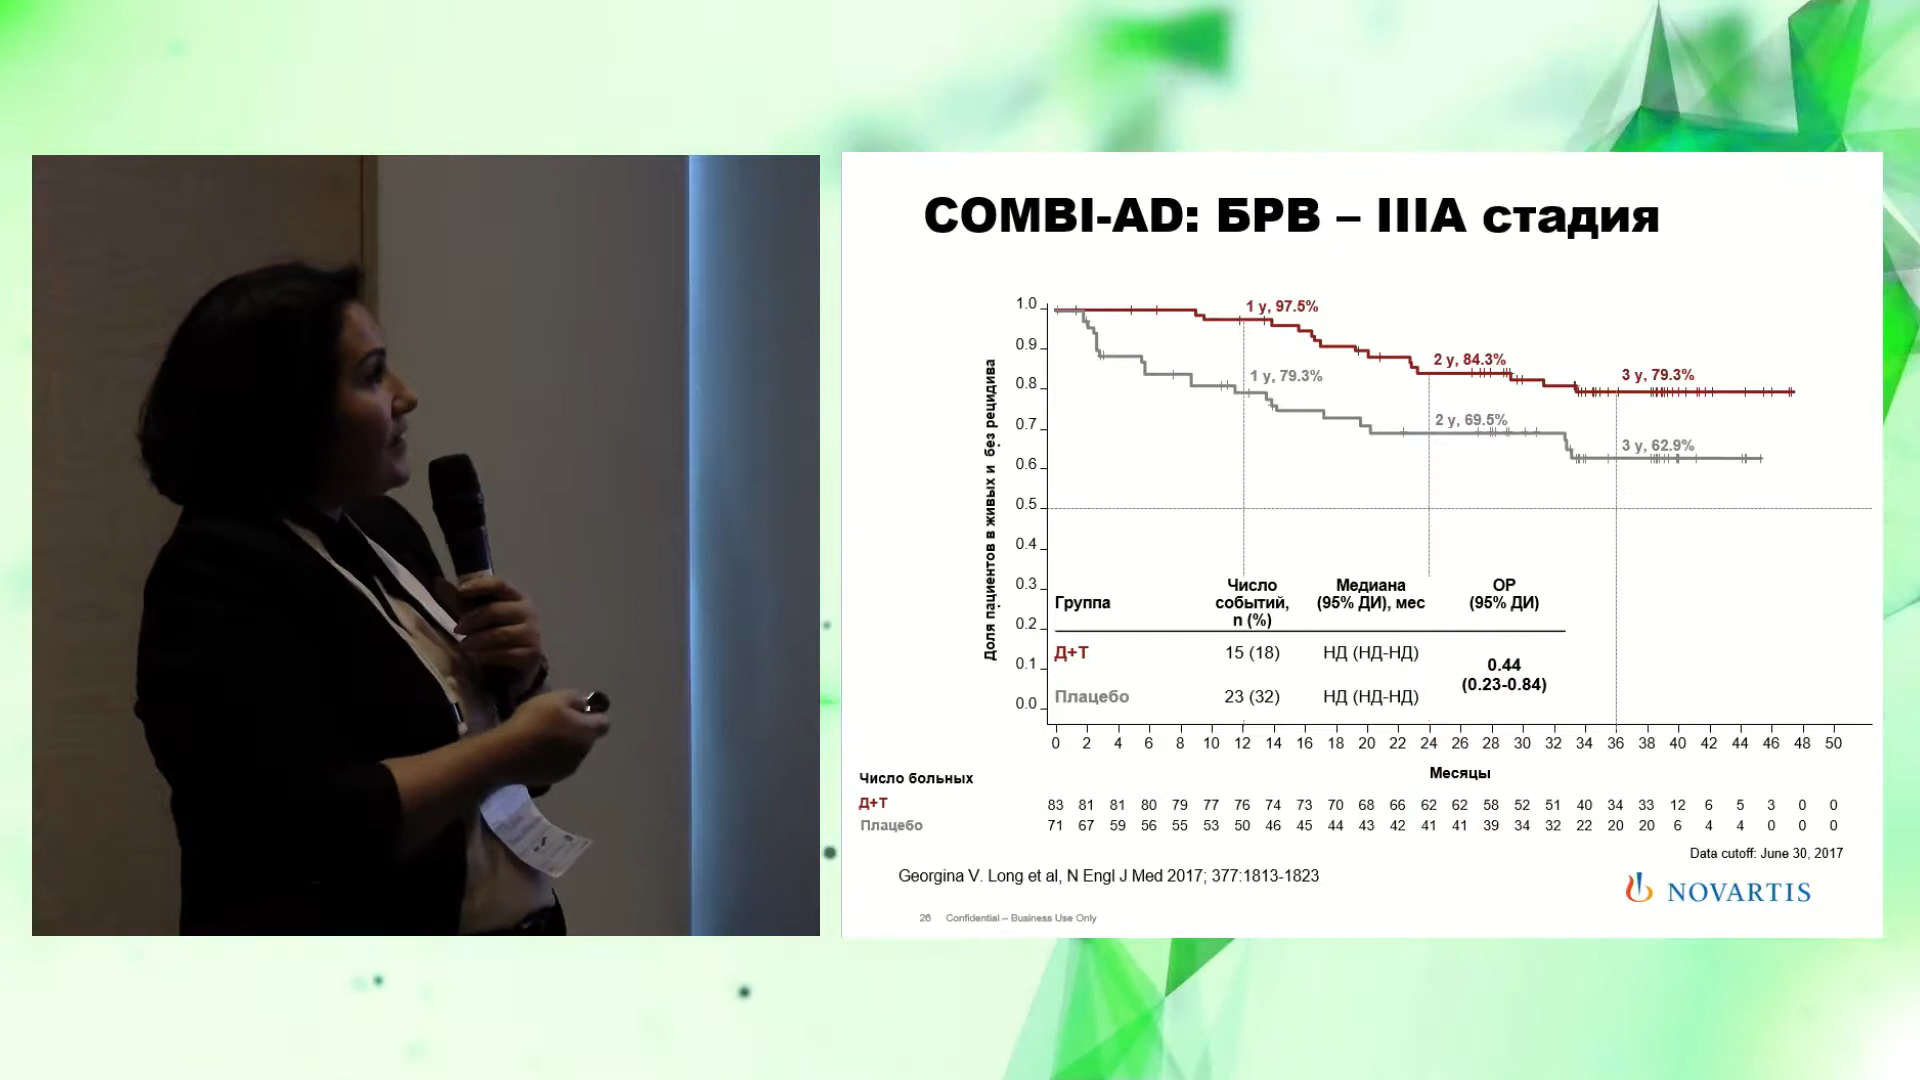 COMBI-AD: БРВ – IIIA стадия
Доля пациентов в живых и без рецидива
1.0
0.9
0.8
0.7
0.6
0.5
0.4
0.3
0.2
0.1
0.0
1 y, 97.5%
2 y, 84.3%
3 y, 79.3%
1 y, 79.3%
2 y, 69.5%
3 y, 62.9%
Группа
Число событий, n (%)
Медиана (95% ДИ), мес
ОР (95% ДИ)
Д+Т 15 (18) НД (НД-НД)
0.44 (0.23-0.84)
Плацебо 23 (32) НД (НД-НД)
0 2 4 6 8 10 12 14 16 18 20 22 24 26 28 30 32 34 36 38 40 42 44 46 48 50
Месяцы
Число больных
Д+Т 83 81 81 80 79 77 76 74 73 70 68 66 62 62 58 52 51 40 34 33 12 6 5 3 0 0
Плацебо 71 67 59 56 55 53 50 46 45 44 43 42 41 41 39 34 32 22 20 20 6 4 4 0 0 0
Data cutoff: June 30, 2017
Georgina V. Long et al, N Engl J Med 2017; 377:1813-1823
NOVARTIS
26 Confidential – Business Use Only